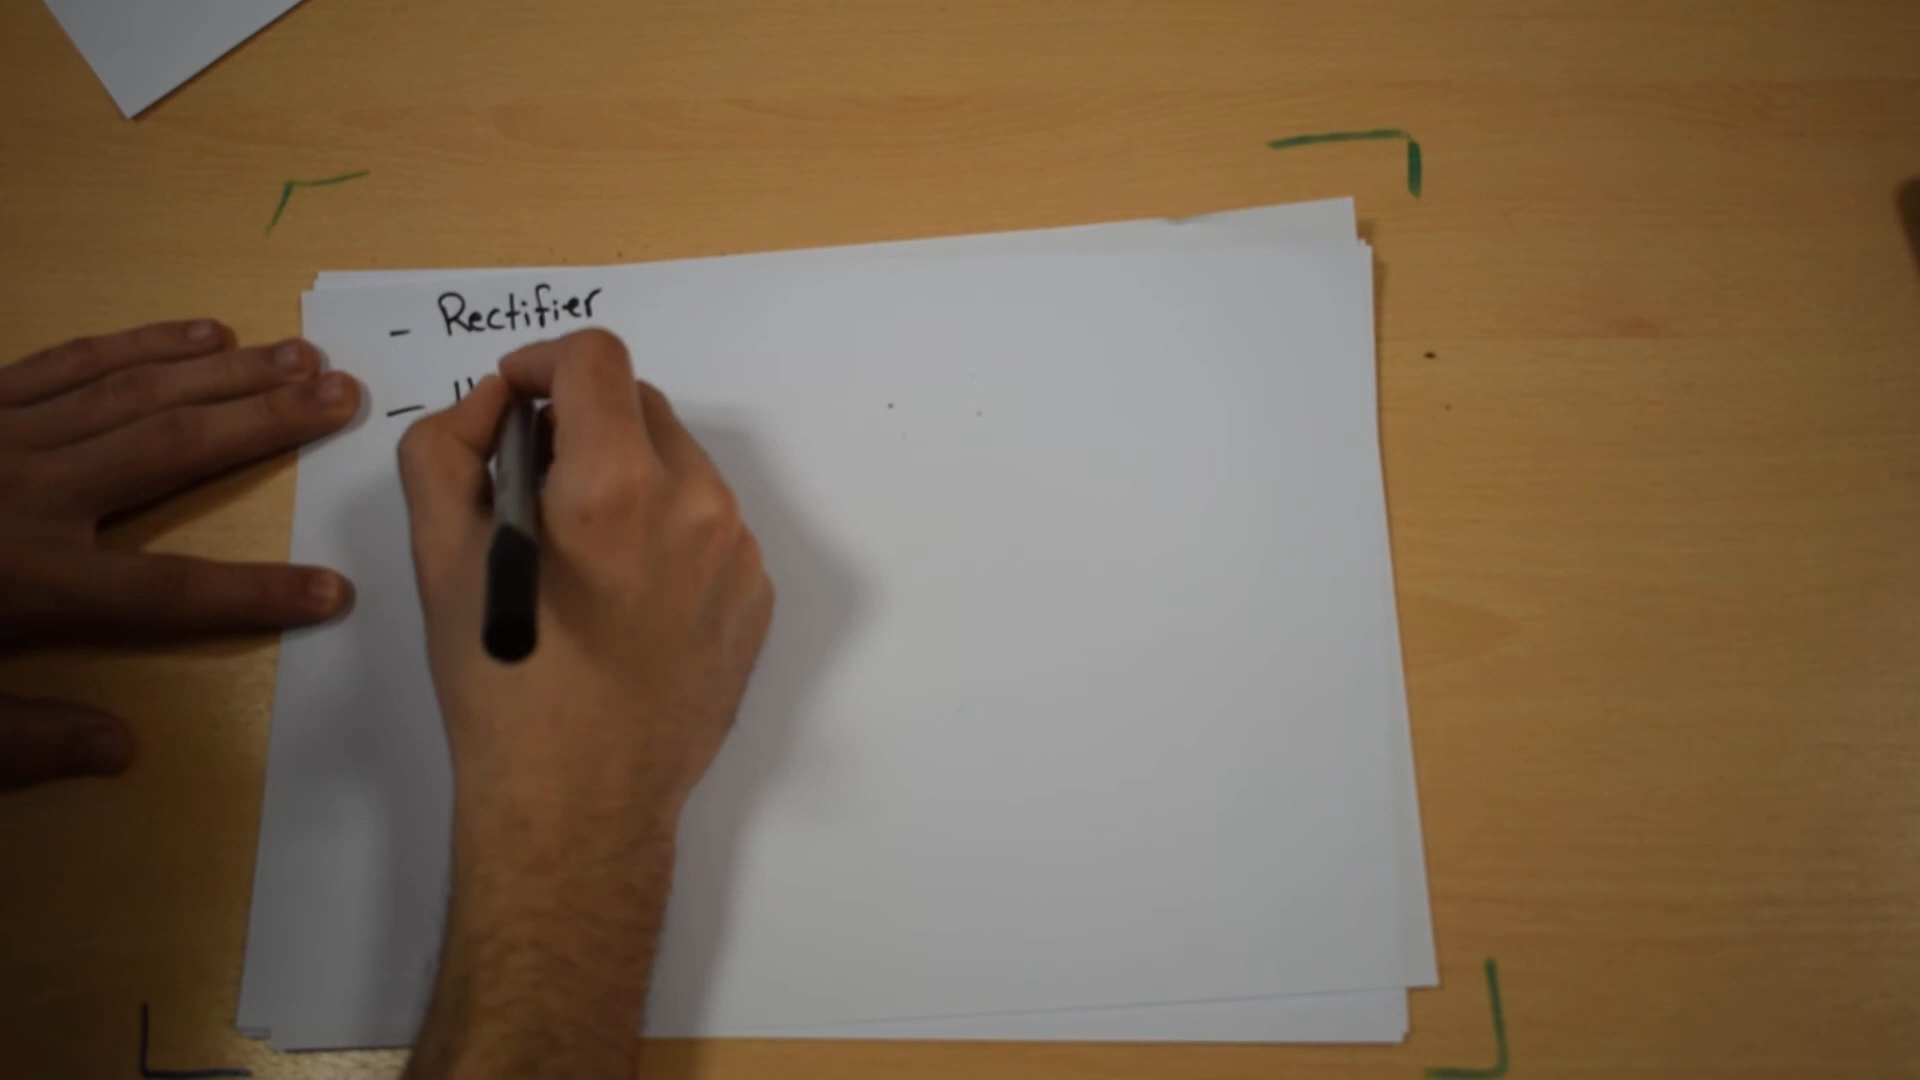 - Rectifier
—